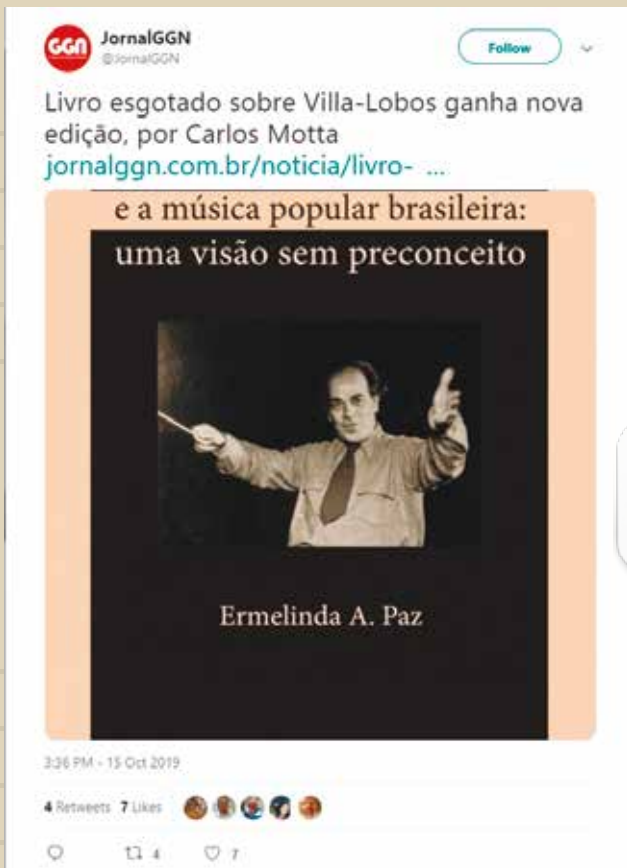 GGN
JornalGGN
@JornalGGN
Follow
Livro esgotado sobre Villa-Lobos ganha nova
edição, por Carlos Motta
jornalggn.com.br/noticia/livro- ...
e a música popular brasileira:
uma visão sem preconceito
Ermelinda A. Paz
3:36 PM - 15 Oct 2019
4 Retweets 7 Likes
4 7